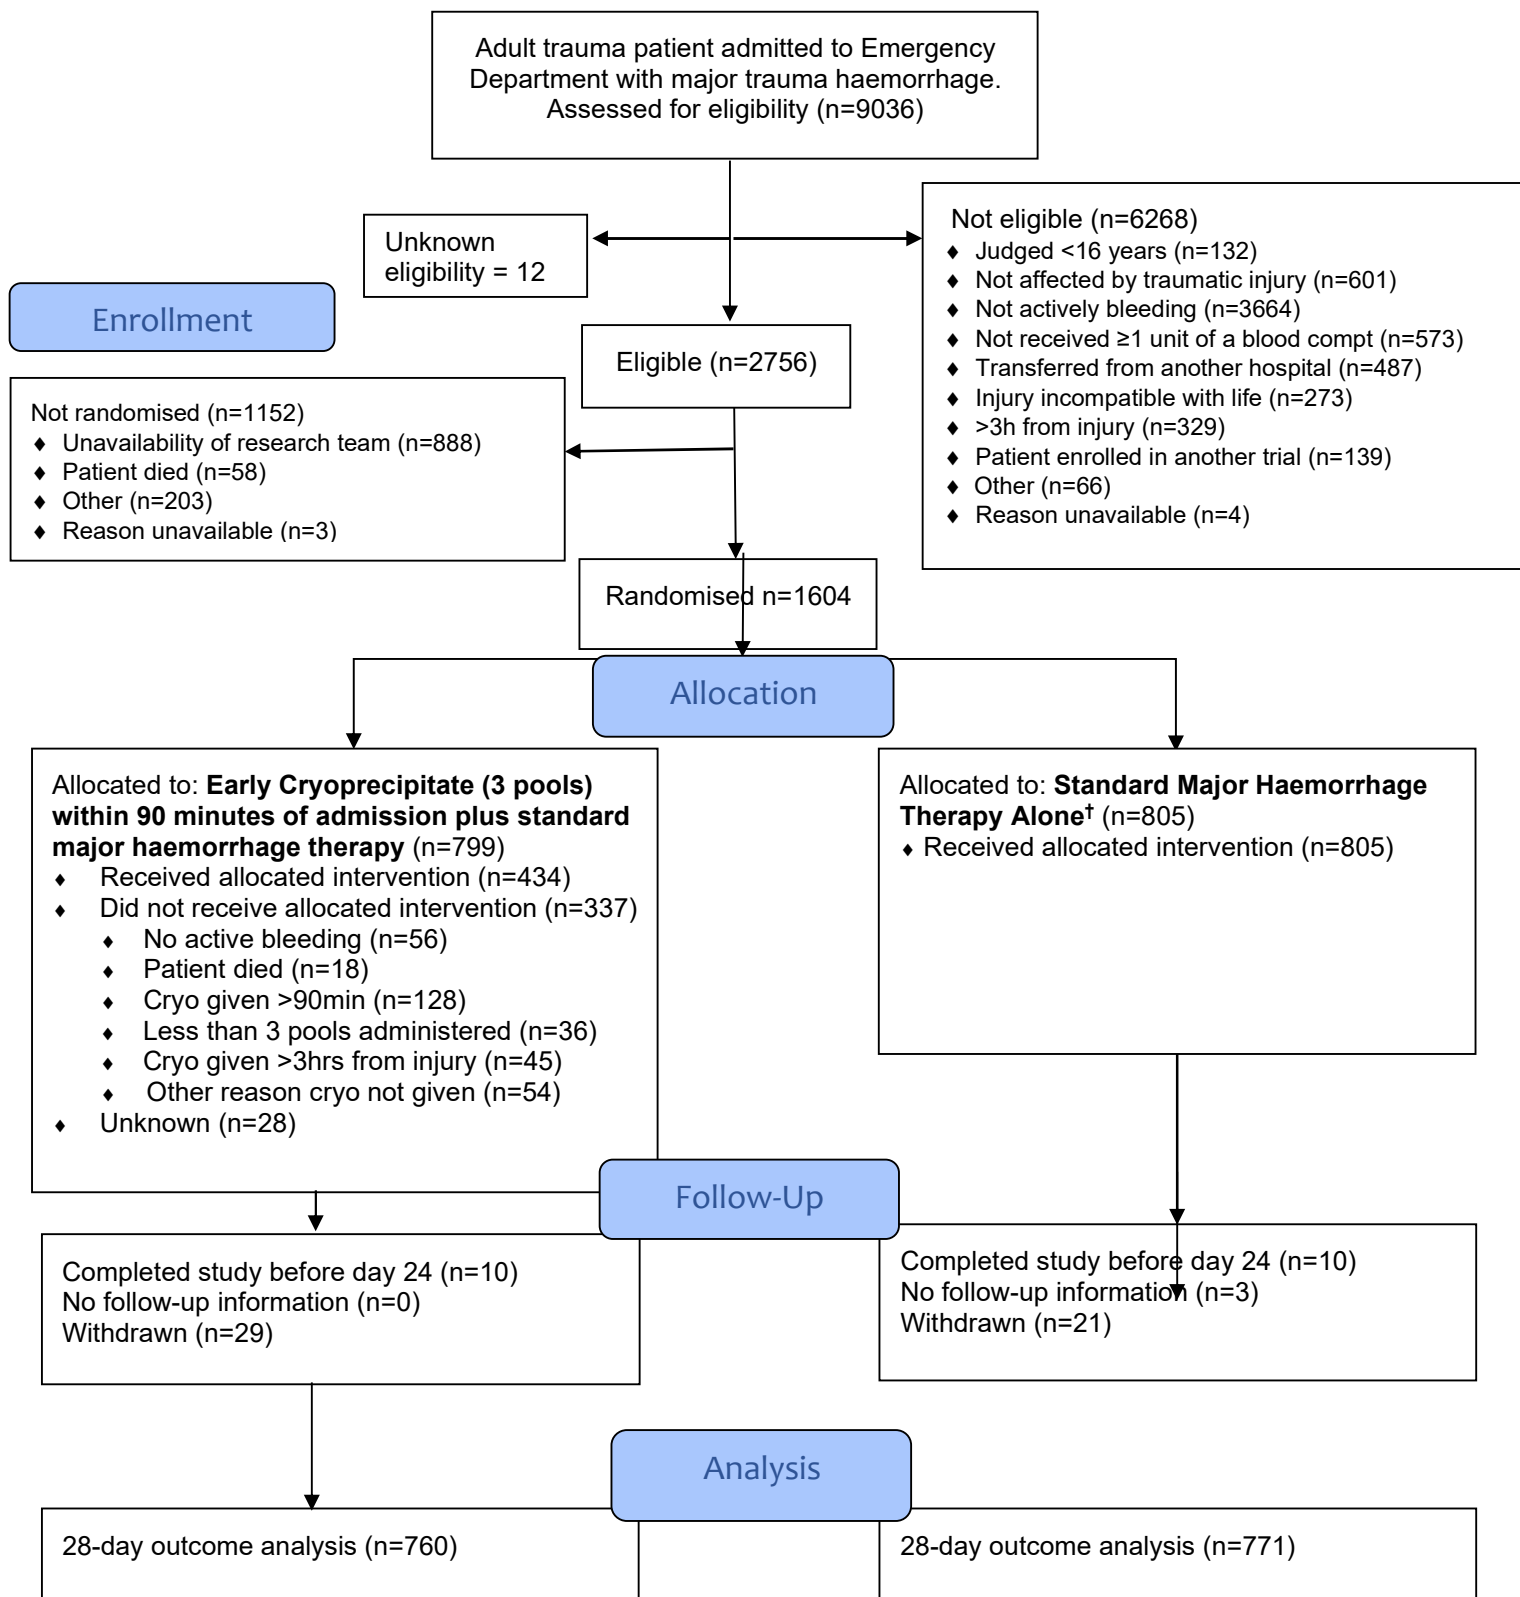 Adult trauma patient admitted to Emergency
Department with major trauma haemorrhage.
Assessed for eligibility (n=9036)
Unknown
eligibility = 12
Not eligible (n=6268)
♦ Judged <16 years (n=132)
♦ Not affected by traumatic injury (n=601)
♦ Not actively bleeding (n=3664)
♦ Not received ≥1 unit of a blood compt (n=573)
♦ Transferred from another hospital (n=487)
♦ Injury incompatible with life (n=273)
♦ >3h from injury (n=329)
♦ Patient enrolled in another trial (n=139)
♦ Other (n=66)
♦ Reason unavailable (n=4)
Enrollment
Eligible (n=2756)
Not randomised (n=1152)
♦ Unavailability of research team (n=888)
♦ Patient died (n=58)
♦ Other (n=203)
♦ Reason unavailable (n=3)
Randomised n=1604
Allocation
Allocated to: Early Cryoprecipitate (3 pools)
within 90 minutes of admission plus standard
major haemorrhage therapy (n=799)
♦ Received allocated intervention (n=434)
♦ Did not receive allocated intervention (n=337)
♦ No active bleeding (n=56)
♦ Patient died (n=18)
♦ Cryo given >90min (n=128)
♦ Less than 3 pools administered (n=36)
♦ Cryo given >3hrs from injury (n=45)
♦ Other reason cryo not given (n=54)
♦ Unknown (n=28)
Allocated to: Standard Major Haemorrhage
Therapy Alone† (n=805)
♦ Received allocated intervention (n=805)
Follow-Up
Completed study before day 24 (n=10)
No follow-up information (n=0)
Withdrawn (n=29)
Completed study before day 24 (n=10)
No follow-up information (n=3)
Withdrawn (n=21)
Analysis
28-day outcome analysis (n=760)
28-day outcome analysis (n=771)